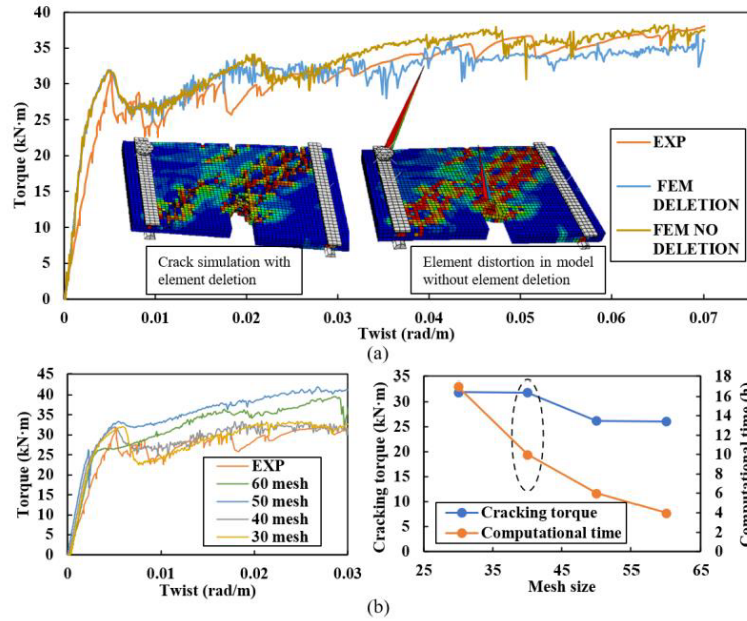 40
35
30
25
20
15
10
5
0
Torque (kN·m)
EXP
FEM
DELETION
FEM NO
DELETION
Crack simulation with
element deletion
Element distortion in model
without element deletion
0 0.01 0.02 0.03 0.04 0.05 0.06 0.07
Twist (rad/m)
(a)
45
40
35
30
25
20
15
10
5
0
Torque (kN·m)
EXP
60 mesh
50 mesh
40 mesh
30 mesh
0 0.01 0.02 0.03
Twist (rad/m)
35
30
25
20
15
10
5
0
Cracking torque (kN·m)
Cracking torque
Computational time
18
16
14
12
10
8
6
4
2
0
Computational time (h)
25 35 45 55 65
Mesh size
(b)